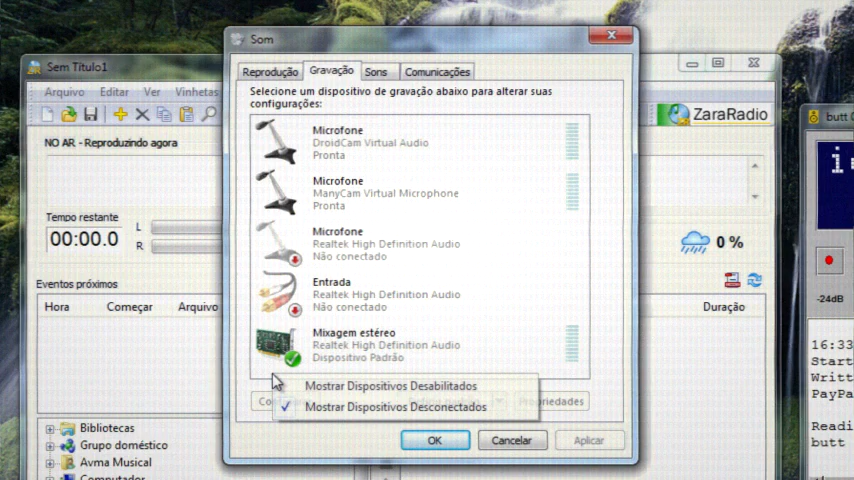 Som
Sem Título1
Arquivo Editar Ver Vinhetas
NO AR - Reproduzindo agora
Tempo restante
L
00:00.0
R
Eventos próximos
Hora Começar Arquivo
Bibliotecas
Grupo doméstico
Avma Musical
Computador
Reprodução Gravação Sons Comunicações
Selecione um dispositivo de gravação abaixo para alterar suas
configurações:
Microfone
DroidCam Virtual Audio
Pronta
Microfone
ManyCam Virtual Microphone
Pronta
Microfone
Realtek High Definition Audio
Não conectado
Entrada
Realtek High Definition Audio
Não conectado
Mixagem estéreo
Realtek High Definition Audio
Dispositivo Padrão
Mostrar Dispositivos Desabilitados
Mostrar Dispositivos Desconectados
Propriedades
OK Cancelar Aplicar
ZaraRadio
0 %
Duração
butt
-24dB
16:33
Start
Writt
PayPa
Readi
butt